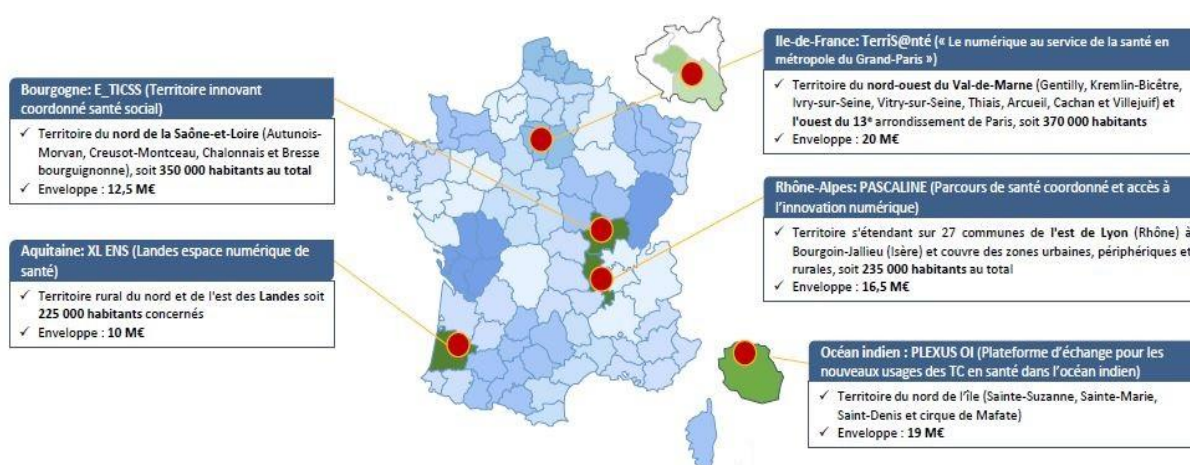 Bourgogne: E_TICSS (Territoire innovant
coordonné santé social)
✓ Territoire du nord de la Saône-et-Loire (Autunois-
Morvan, Creusot-Montceau, Chalonnais et Bresse
bourguignonne), soit 350 000 habitants au total
✓ Enveloppe : 12,5 M€
Aquitaine: XL ENS (Landes espace numérique de
santé)
✓ Territoire rural du nord et de l'est des Landes soit
225 000 habitants concernés
✓ Enveloppe : 10 M€
Ile-de-France: TerriS@nté (« Le numérique au service de la santé en
métropole du Grand-Paris »)
✓ Territoire du nord-ouest du Val-de-Marne (Gentilly, Kremlin-Bicêtre,
Ivry-sur-Seine, Vitry-sur-Seine, Thiais, Arcueil, Cachan et Villejuif) et
l'ouest du 13e arrondissement de Paris, soit 370 000 habitants
✓ Enveloppe : 20 M€
Rhône-Alpes: PASCALINE (Parcours de santé coordonné et accès à
l'innovation numérique)
✓ Territoire s'étendant sur 27 communes de l'est de Lyon (Rhône) à
Bourgoin-Jallieu (Isère) et couvre des zones urbaines, périphériques et
rurales, soit 235 000 habitants au total
✓ Enveloppe : 16,5 M€
Océan indien : PLEXUS OI (Plateforme d'échange pour les
nouveaux usages des TC en santé dans l'océan indien)
✓ Territoire du nord de l'île (Sainte-Suzanne, Sainte-Marie,
Saint-Denis et cirque de Mafate)
✓ Enveloppe : 19 M€